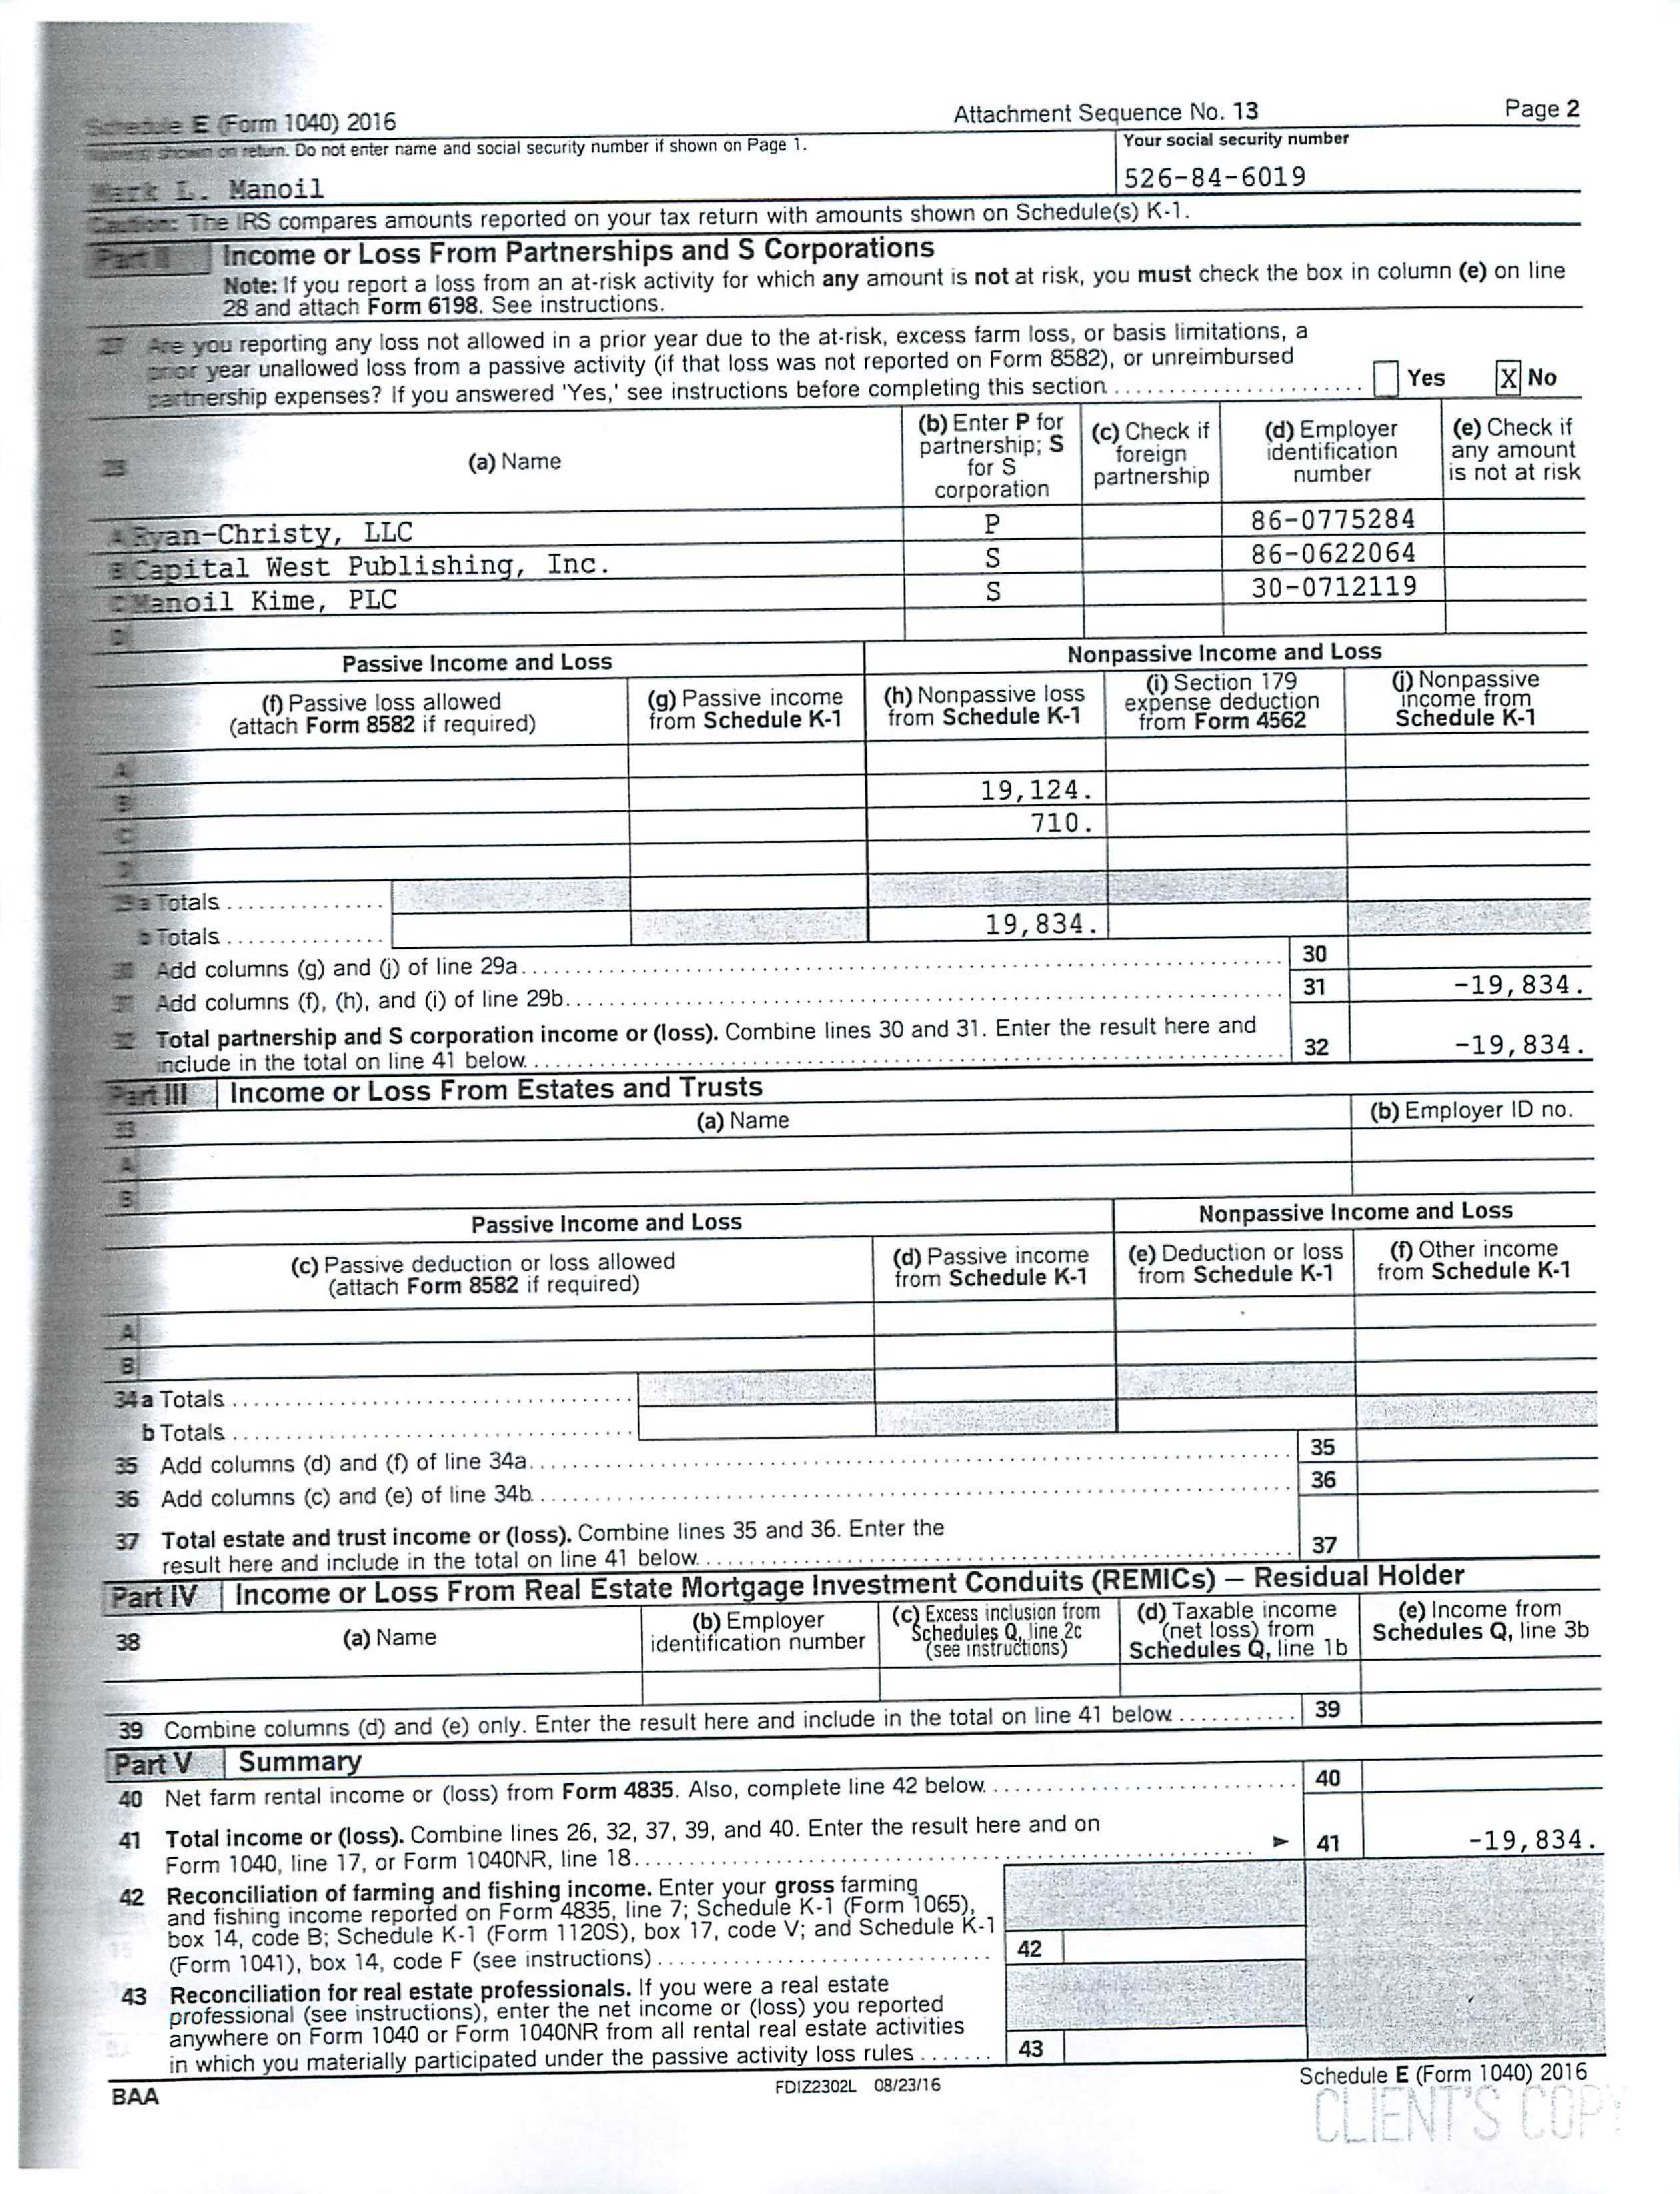 Schedule E (Form 1040) 2016 Attachment Sequence No. 13 Page 2
Name(s) shown on return. Do not enter name and social security number if shown on Page 1. Your social security number
Mark L. Manoil 526-84-6019
Caution: The IRS compares amounts reported on your tax return with amounts shown on Schedule(s) K-1.
Part II Income or Loss From Partnerships and S Corporations
Note: If you report a loss from an at-risk activity for which any amount is not at risk, you must check the box in column (e) on line
28 and attach Form 6198. See instructions.
27 Are you reporting any loss not allowed in a prior year due to the at-risk, excess farm loss, or basis limitations, a
prior year unallowed loss from a passive activity (if that loss was not reported on Form 8582), or unreimbursed
partnership expenses? If you answered 'Yes,' see instructions before completing this section Yes X No
28 (a) Name
(b) Enter P for
partnership; S
for S
corporation
(c) Check if
foreign
partnership
(d) Employer
identification
number
(e) Check if
any amount
is not at risk
A Ryan-Christy, LLC P 86-0775284
B Capital West Publishing, Inc. S 86-0622064
C Manoil Kime, PLC S 30-0712119
D
Passive Income and Loss Nonpassive Income and Loss
(f) Passive loss allowed
(attach Form 8582 if required)
(g) Passive income
from Schedule K-1
(h) Nonpassive loss
from Schedule K-1
(i) Section 179
expense deduction
from Form 4562
(j) Nonpassive
income from
Schedule K-1
A
B 19,124.
C 710.
D
29a Totals
b Totals 19,834.
30 Add columns (g) and (j) of line 29a 30
31 Add columns (f), (h), and (i) of line 29b 31 -19,834.
32 Total partnership and S corporation income or (loss). Combine lines 30 and 31. Enter the result here and
include in the total on line 41 below 32 -19,834.
Part III Income or Loss From Estates and Trusts
33 (a) Name (b) Employer ID no.
A
B
Passive Income and Loss Nonpassive Income and Loss
(c) Passive deduction or loss allowed
(attach Form 8582 if required)
(d) Passive income
from Schedule K-1
(e) Deduction or loss
from Schedule K-1
(f) Other income
from Schedule K-1
A
B
34a Totals
b Totals
35 Add columns (d) and (f) of line 34a 35
36 Add columns (c) and (e) of line 34b 36
37 Total estate and trust income or (loss). Combine lines 35 and 36. Enter the
result here and include in the total on line 41 below 37
Part IV Income or Loss From Real Estate Mortgage Investment Conduits (REMICs) — Residual Holder
38 (a) Name
(b) Employer
identification number
(c) Excess inclusion from
Schedules Q, line 2c
(see instructions)
(d) Taxable income
(net loss) from
Schedules Q, line 1b
(e) Income from
Schedules Q, line 3b
39 Combine columns (d) and (e) only. Enter the result here and include in the total on line 41 below 39
Part V Summary
40 Net farm rental income or (loss) from Form 4835. Also, complete line 42 below 40
41 Total income or (loss). Combine lines 26, 32, 37, 39, and 40. Enter the result here and on
Form 1040, line 17, or Form 1040NR, line 18 ► 41 -19,834.
42 Reconciliation of farming and fishing income. Enter your gross farming
and fishing income reported on Form 4835, line 7; Schedule K-1 (Form 1065),
box 14, code B; Schedule K-1 (Form 1120S), box 17, code V; and Schedule K-1
(Form 1041), box 14, code F (see instructions) 42
43 Reconciliation for real estate professionals. If you were a real estate
professional (see instructions), enter the net income or (loss) you reported
anywhere on Form 1040 or Form 1040NR from all rental real estate activities
in which you materially participated under the passive activity loss rules 43
BAA FDIZ2302L 08/23/16 Schedule E (Form 1040) 2016
CLIENT'S COPY